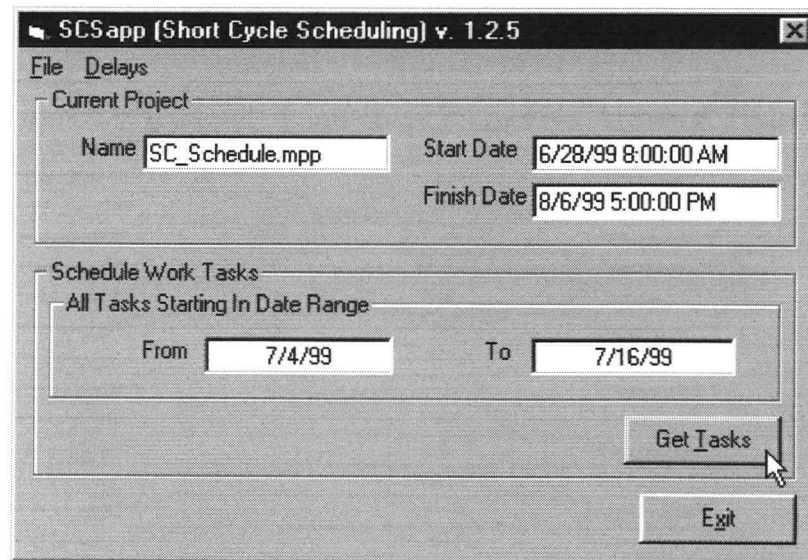 SCSapp (Short Cycle Scheduling) v. 1.2.5
File Delays
Current Project
Name SC_Schedule.mpp Start Date 6/28/99 8:00:00 AM
Finish Date 8/6/99 5:00:00 PM
Schedule Work Tasks
All Tasks Starting In Date Range
From 7/4/99 To 7/16/99
Get Tasks
Exit